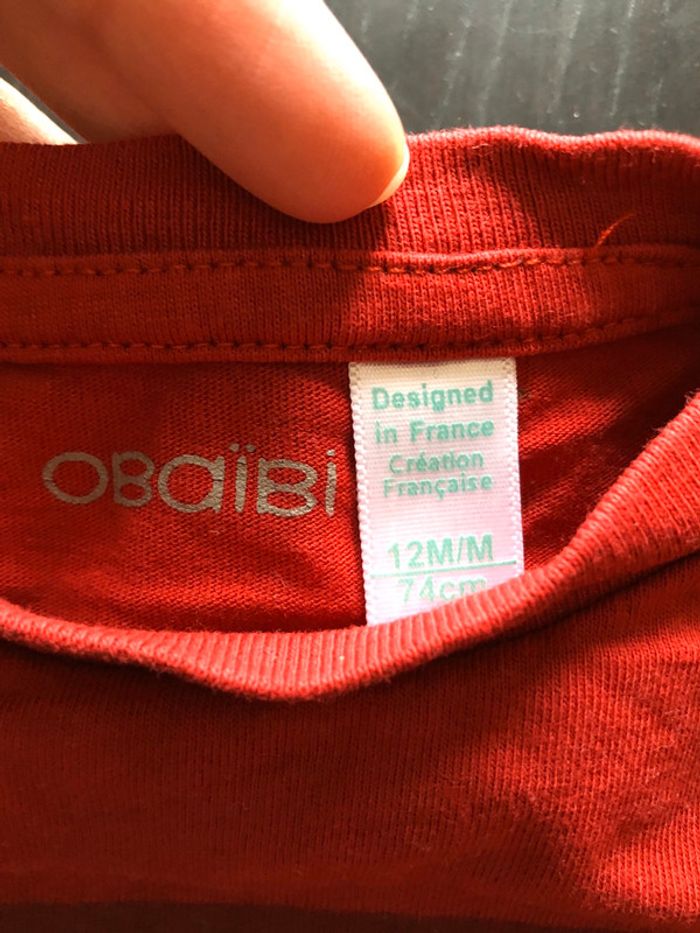 OBaïBi
Designed
in France
Création
Française
12M/M
74cm